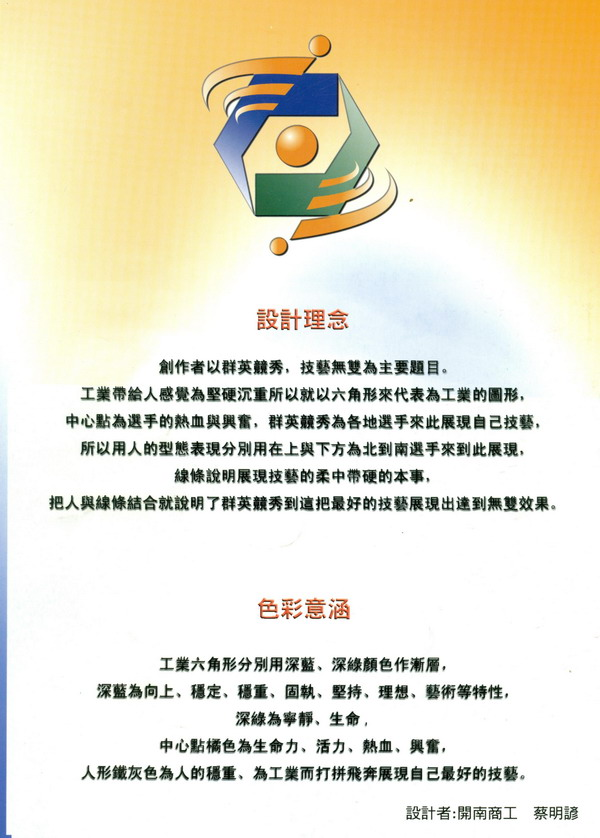 設計理念
創作者以群英競秀，技藝無雙為主要題目。
工業帶給人感覺為堅硬沉重所以就以六角形來代表為工業的圖形，
中心點為選手的熱血與興奮，群英競秀為各地選手來此展現自己技藝，
所以用人的型態表現分別用在上與下方為北到南選手來到此展現，
線條說明展現技藝的柔中帶硬的本事，
把人與線條結合就說明了群英競秀到這把最好的技藝展現出達到無雙效果。
色彩意涵
工業六角形分別用深藍、深綠顏色作漸層，
深藍為向上、穩定、穩重、固執、堅持、理想、藝術等特性，
深綠為寧靜、生命，
中心點橘色為生命力、活力、熱血、興奮，
人形鐵灰色為人的穩重、為工業而打拼飛奔展現自己最好的技藝。
設計者:開南商工　蔡明諺